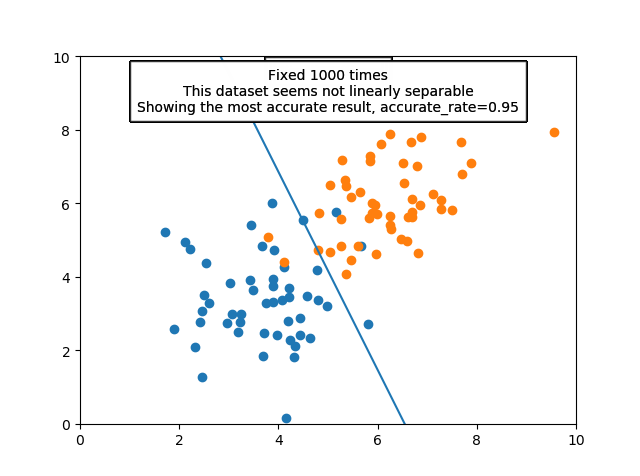 Fixed 1000 times
This dataset seems not linearly separable
Showing the most accurate result, accurate_rate=0.95
10
8
6
4
2
0
0 2 4 6 8 10